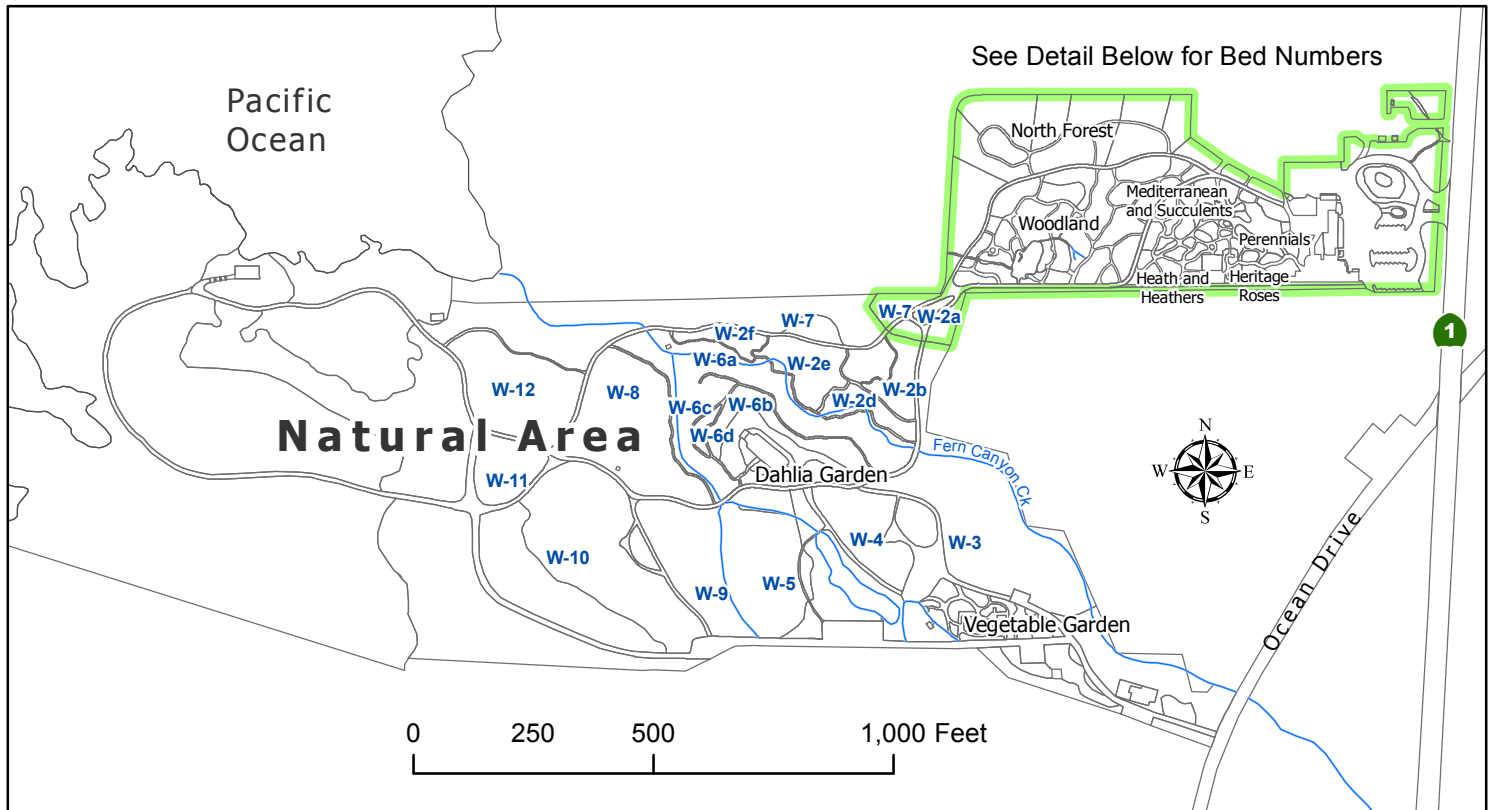 See Detail Below for Bed Numbers
Pacific
Ocean
North Forest
Mediterranean
and Succulents
Woodland
Perennials
Heath and
Heathers
Heritage
Roses
1
W-7
W-2a
W-7
W-2f
W-6a
W-2e
W-2b
W-2d
W-12
W-8
W-6c
W-6b
W-6d
Natural Area
Dahlia Garden
Fern Canyon Ck
N
W
E
S
W-11
W-10
W-9
W-5
W-4
W-3
Vegetable Garden
Ocean Drive
0 250 500 1,000 Feet